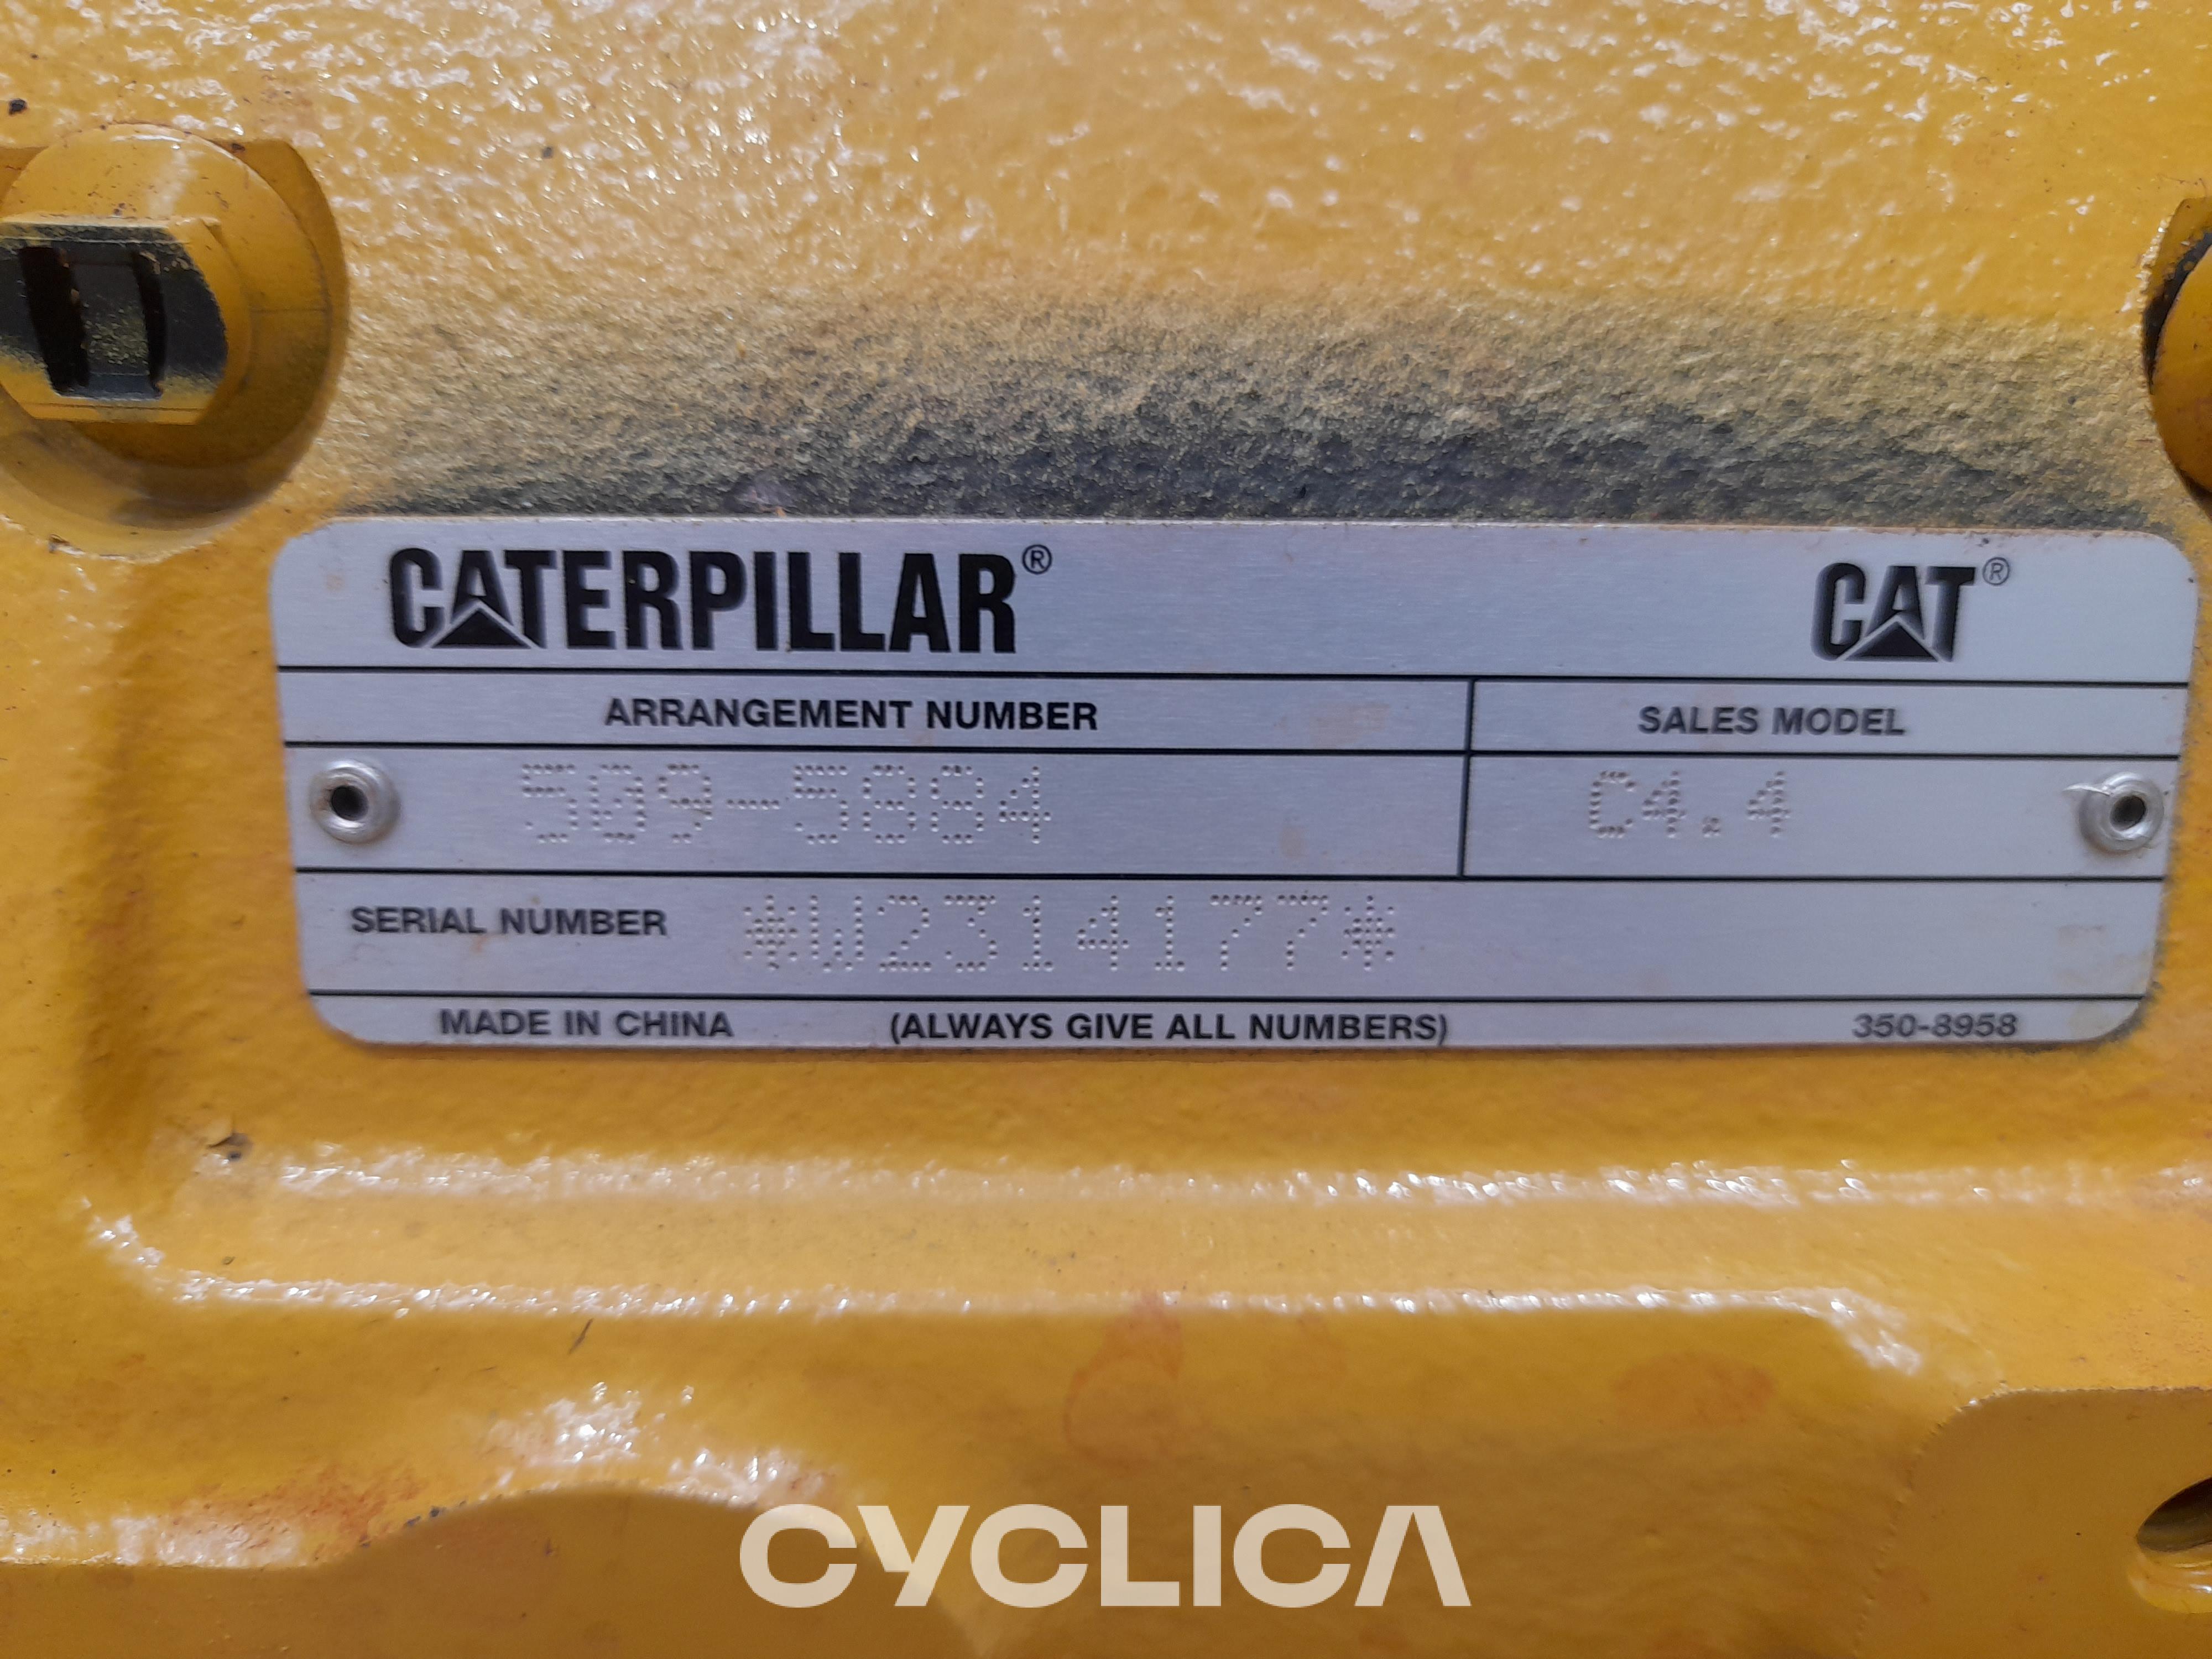 CATERPILLAR® CAT®
ARRANGEMENT NUMBER SALES MODEL
509-5884 C4.4
SERIAL NUMBER *W2314177*
MADE IN CHINA (ALWAYS GIVE ALL NUMBERS) 350-8958
CYCLICA